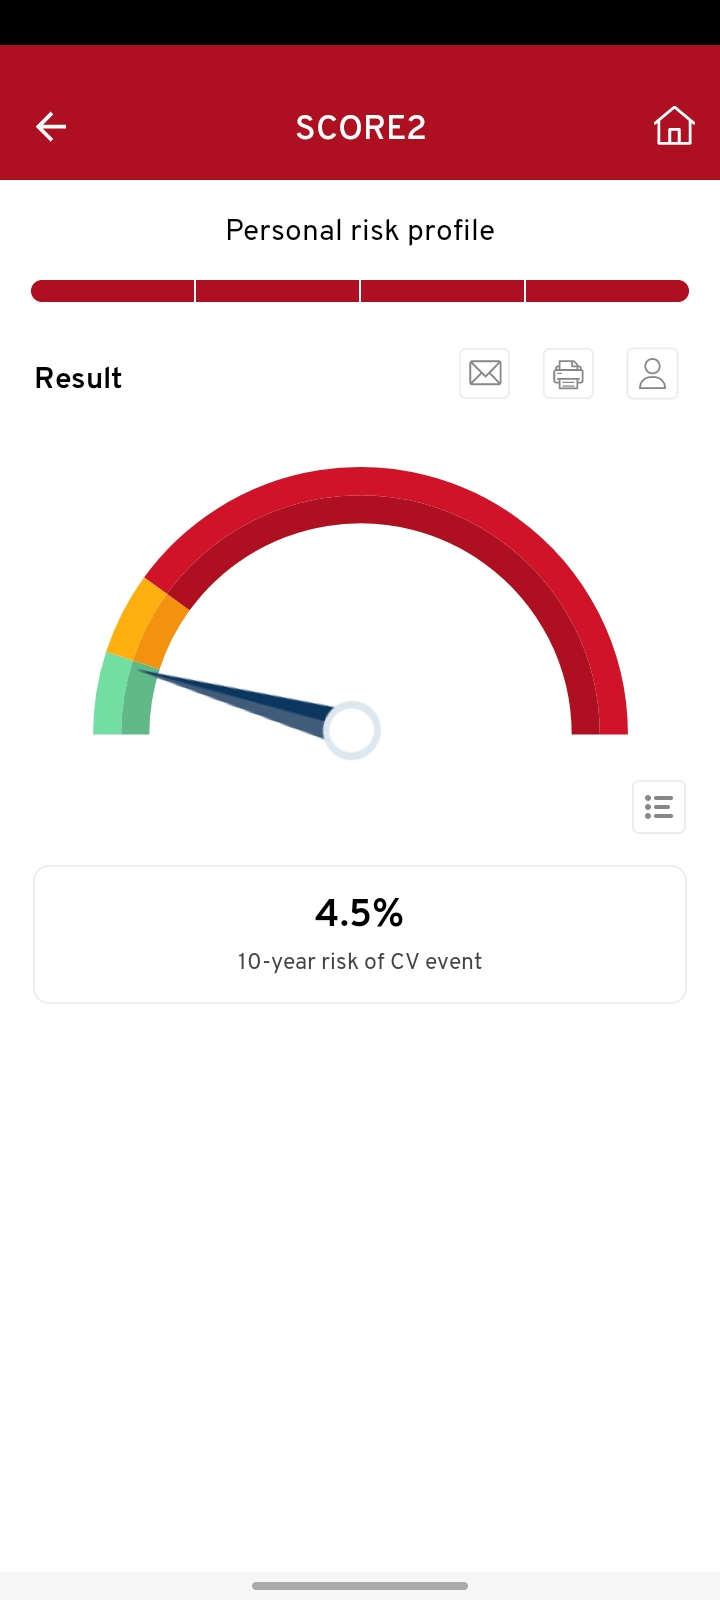 SCORE2
Personal risk profile
Result
4.5%
10-year risk of CV event